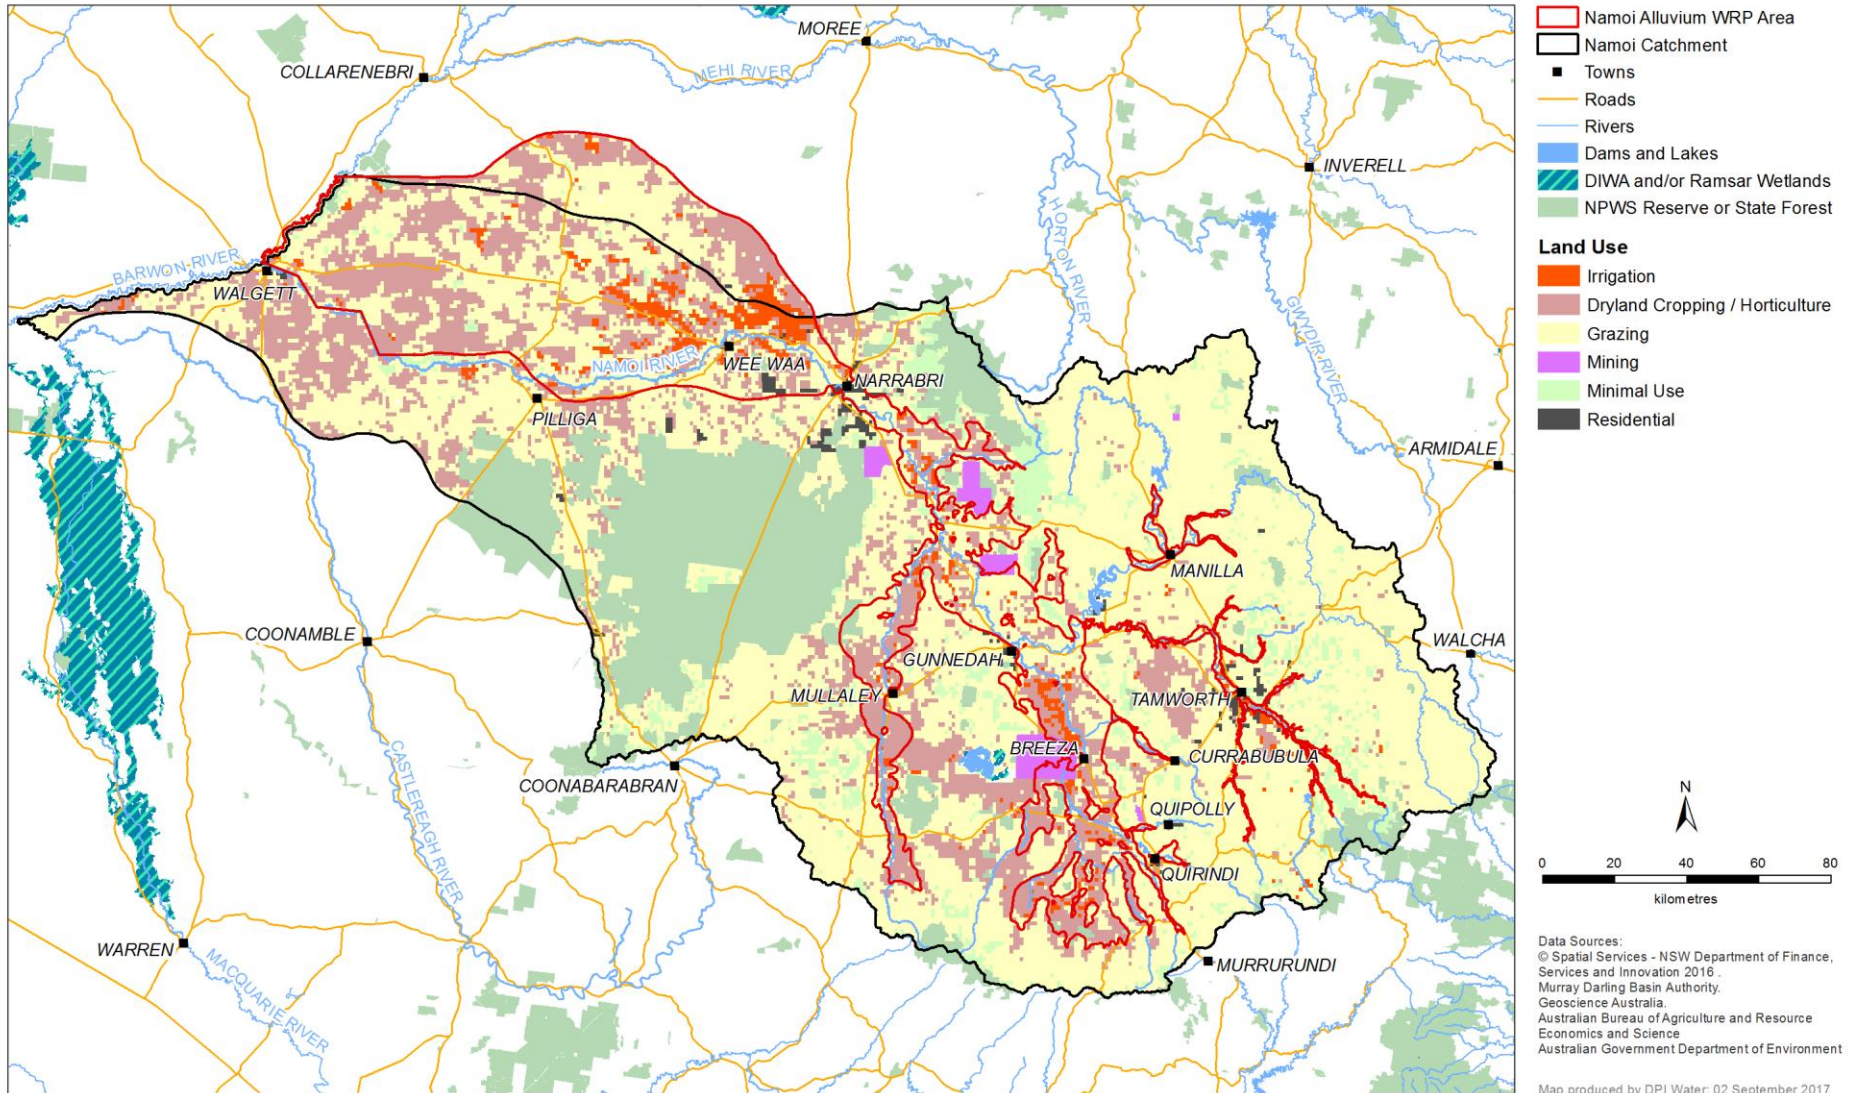 MOREE
COLLARENEBRI
MEHI RIVER
INVERELL
HORTON RIVER
BARWON RIVER
WALGETT
GWYDIR RIVER
NAMOI RIVER
WEE WAA
NARRABRI
PILLIGA
ARMIDALE
MANILLA
COONAMBLE
WALCHA
GUNNEDAH
MULLALEY
TAMWORTH
BREEZA
CURRABUBULA
COONABARABRAN
CASTLEREAGH RIVER
QUIPOLLY
QUIRINDI
WARREN
MACQUARIE RIVER
MURRURUNDI
Namoi Alluvium WRP Area
Namoi Catchment
Towns
Roads
Rivers
Dams and Lakes
DIWA and/or Ramsar Wetlands
NPWS Reserve or State Forest
Land Use
Irrigation
Dryland Cropping / Horticulture
Grazing
Mining
Minimal Use
Residential
N
0 20 40 60 80
kilometres
Data Sources:
© Spatial Services - NSW Department of Finance,
Services and Innovation 2016 .
Murray Darling Basin Authority.
Geoscience Australia.
Australian Bureau of Agriculture and Resource
Economics and Science
Australian Government Department of Environment
Map produced by DPI Water: 02 September 2017